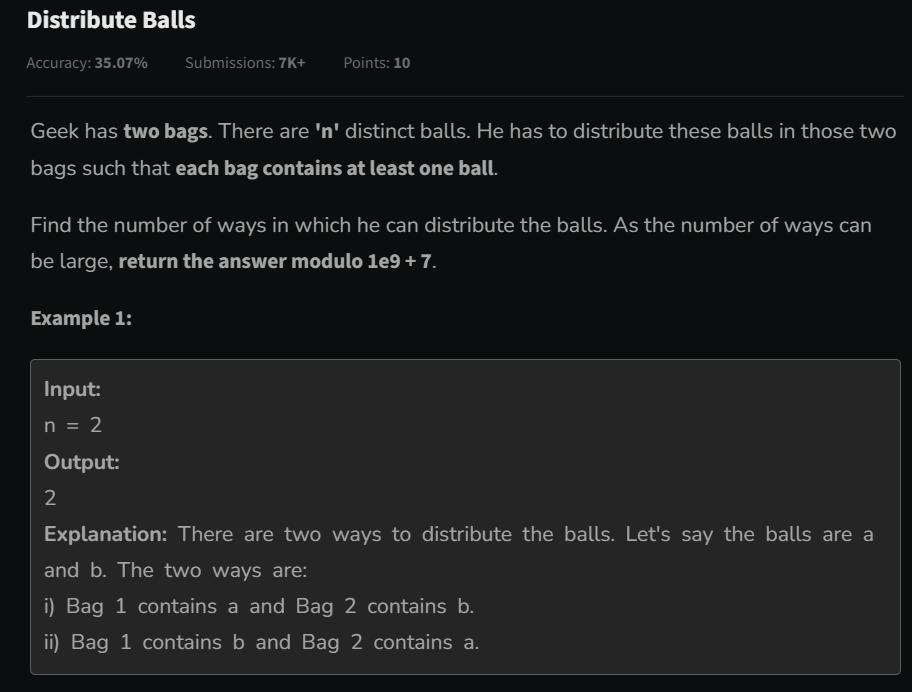 Distribute Balls
Accuracy: 35.07% Submissions: 7K+ Points: 10
Geek has two bags. There are 'n' distinct balls. He has to distribute these balls in those two
bags such that each bag contains at least one ball.
Find the number of ways in which he can distribute the balls. As the number of ways can
be large, return the answer modulo 1e9 + 7.
Example 1:
Input:
n = 2
Output:
2
Explanation: There are two ways to distribute the balls. Let's say the balls are a
and b. The two ways are:
i) Bag 1 contains a and Bag 2 contains b.
ii) Bag 1 contains b and Bag 2 contains a.